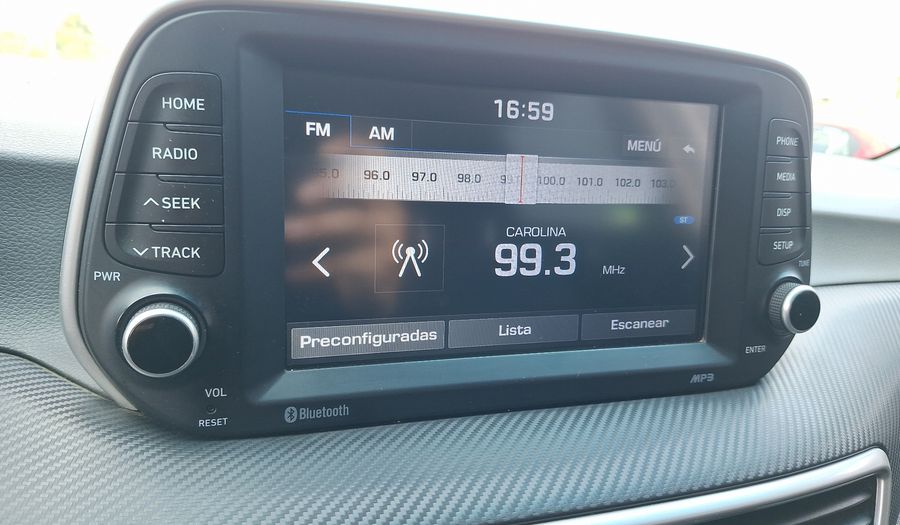 16:59
FM AM MENÚ
96.0 97.0 98.0 100.0 101.0 102.0 103.0
ST
CAROLINA
99.3 MHz
Preconfiguradas Lista Escanear
HOME
RADIO
SEEK
TRACK
PWR
VOL
RESET
Bluetooth
PHONE
MEDIA
DISP
SETUP
TUNE
ENTER
MP3